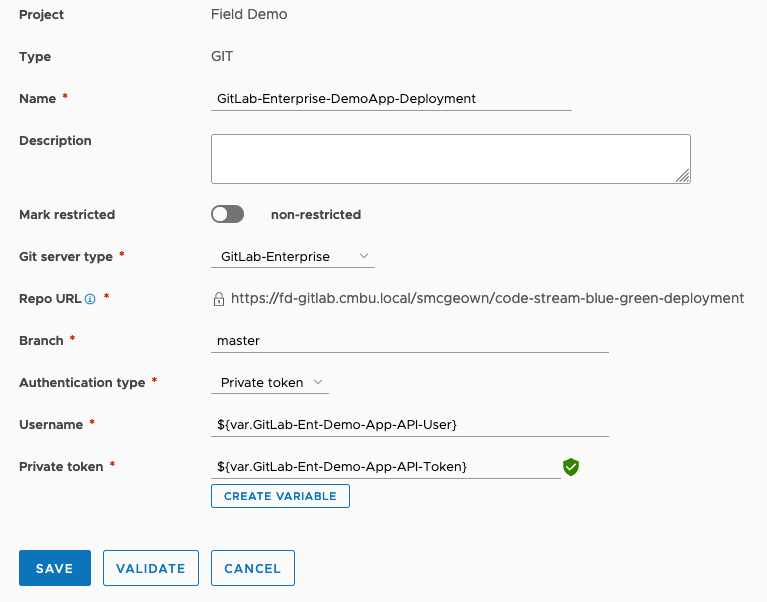 Project Field Demo
Type GIT
Name * GitLab-Enterprise-DemoApp-Deployment
Description
Mark restricted non-restricted
Git server type * GitLab-Enterprise
Repo URL * https://fd-gitlab.cmbu.local/smcgeown/code-stream-blue-green-deployment
Branch * master
Authentication type * Private token
Username * ${var.GitLab-Ent-Demo-App-API-User}
Private token * ${var.GitLab-Ent-Demo-App-API-Token}
CREATE VARIABLE
SAVE VALIDATE CANCEL